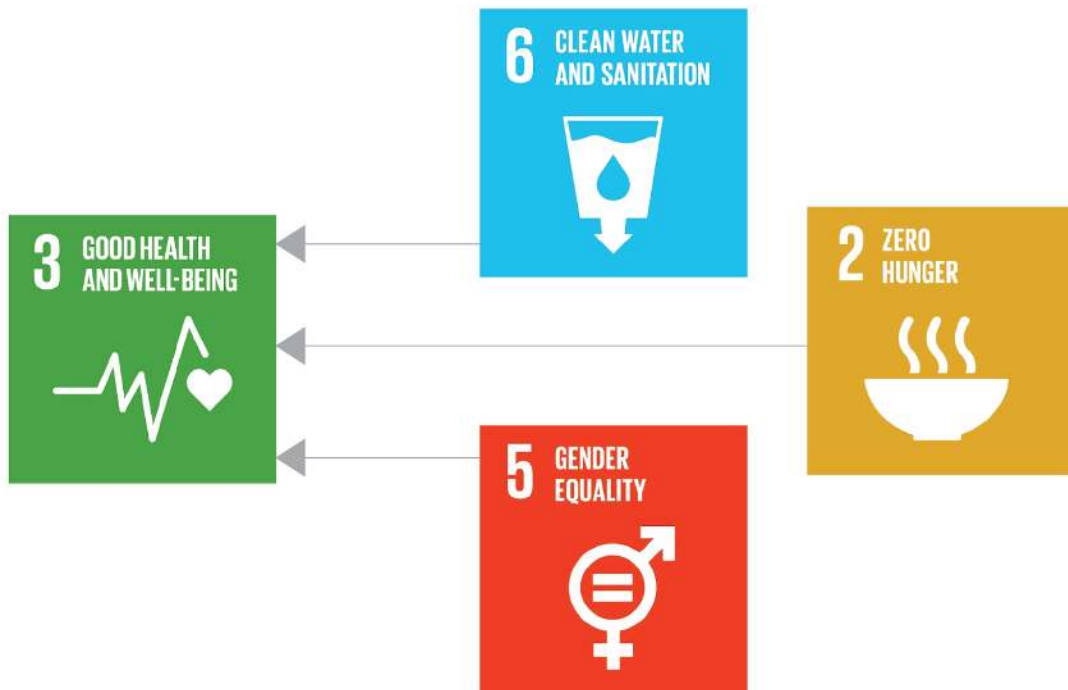 6 CLEAN WATER
AND SANITATION
3 GOOD HEALTH
AND WELL-BEING
2 ZERO
HUNGER
5 GENDER
EQUALITY